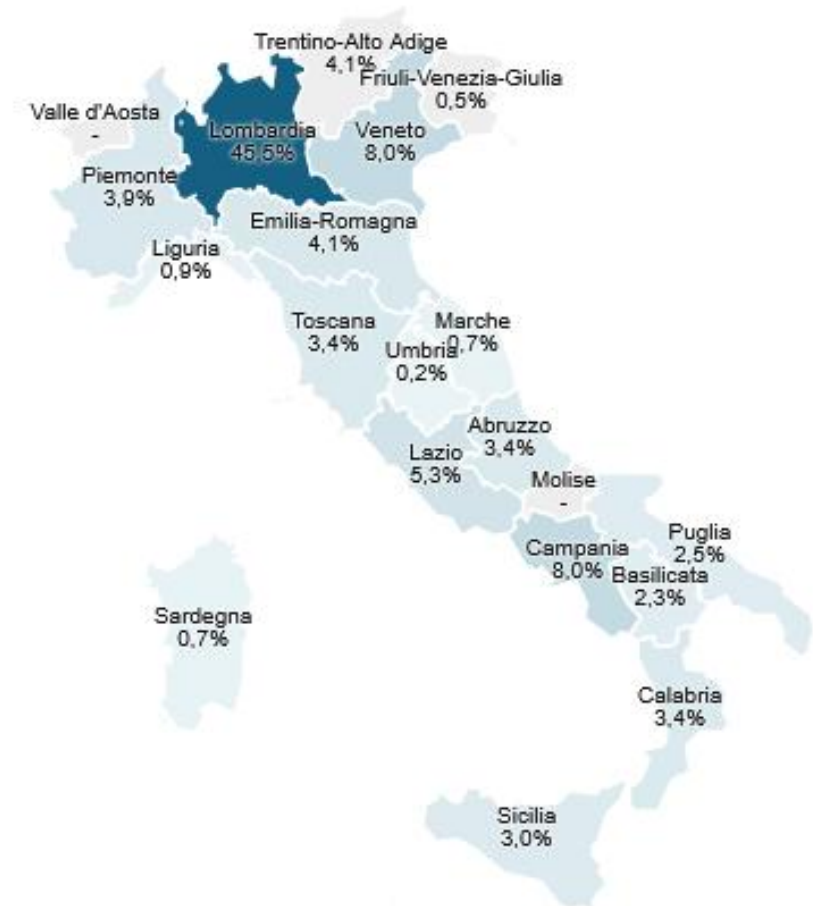 Trentino-Alto Adige
4,1%
Friuli-Venezia-Giulia
0,5%
Valle d'Aosta
-
Lombardia
45,5%
Veneto
8,0%
Piemonte
3,9%
Emilia-Romagna
4,1%
Liguria
0,9%
Toscana
3,4%
Marche
0,7%
Umbria
0,2%
Abruzzo
3,4%
Lazio
5,3%
Molise
-
Puglia
2,5%
Campania
8,0%
Basilicata
2,3%
Sardegna
0,7%
Calabria
3,4%
Sicilia
3,0%